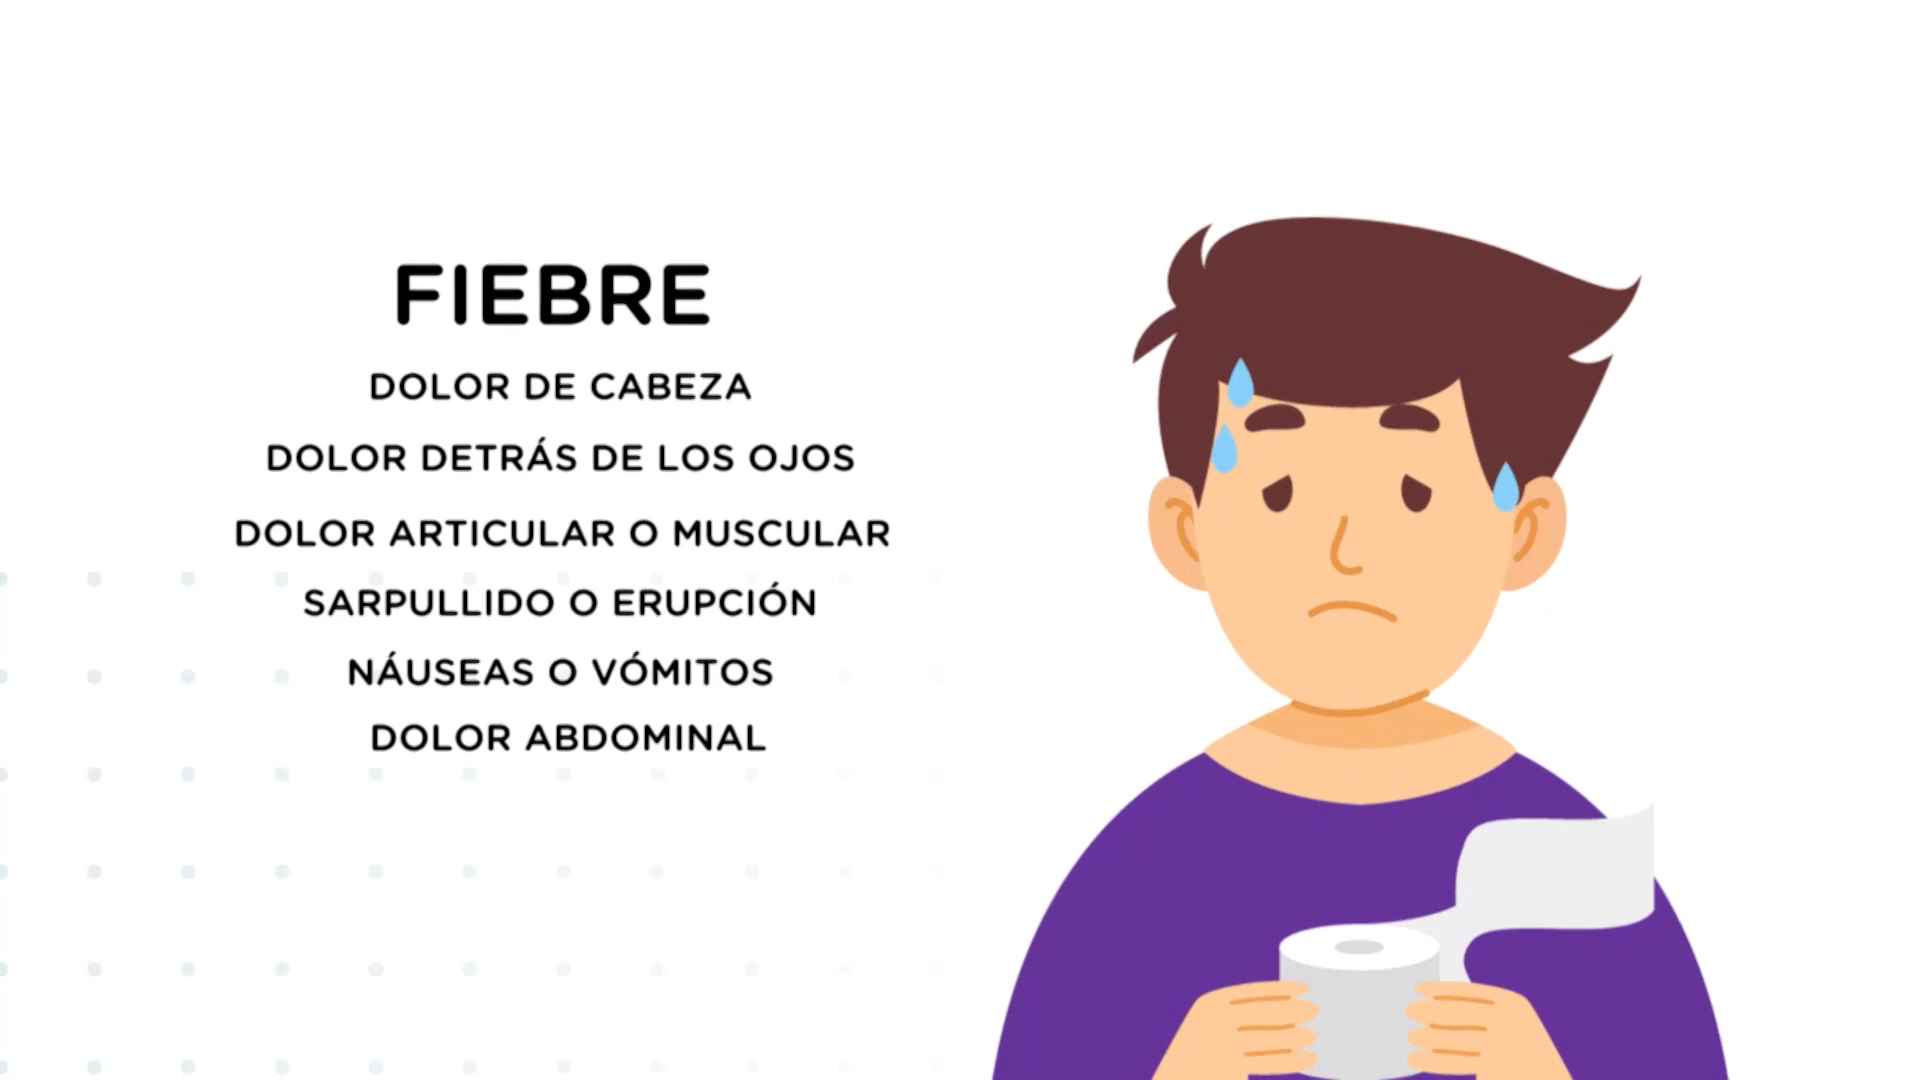 FIEBRE
DOLOR DE CABEZA
DOLOR DETRÁS DE LOS OJOS
DOLOR ARTICULAR O MUSCULAR
SARPULLIDO O ERUPCIÓN
NÁUSEAS O VÓMITOS
DOLOR ABDOMINAL